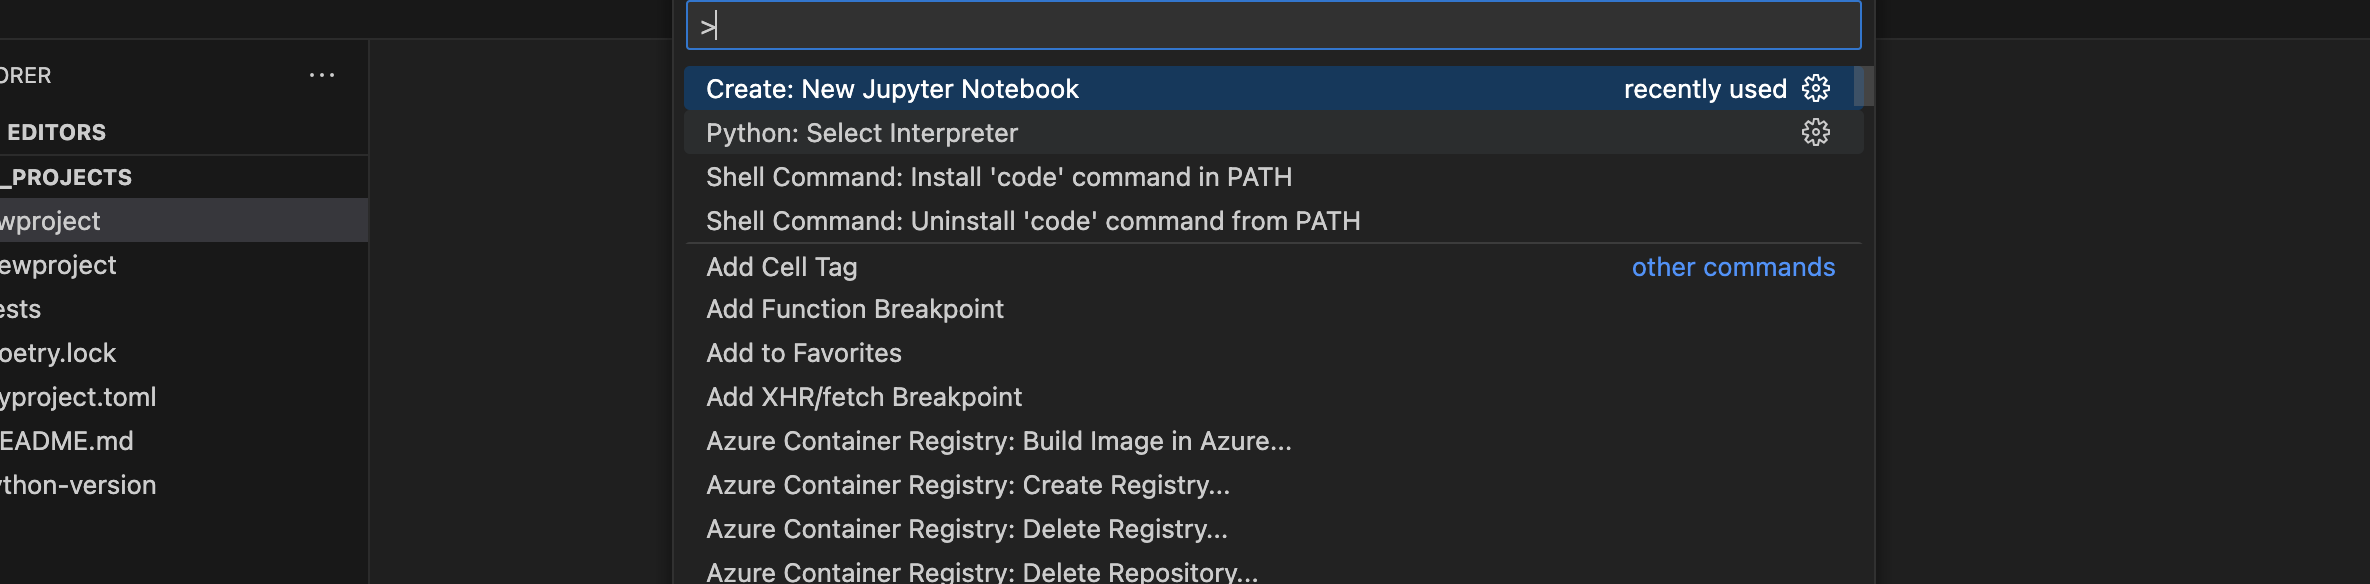 >
ORER ...
EDITORS
_PROJECTS
wproject
ewproject
ests
oetry.lock
yproject.toml
EADME.md
thon-version
Create: New Jupyter Notebook recently used
Python: Select Interpreter
Shell Command: Install 'code' command in PATH
Shell Command: Uninstall 'code' command from PATH
Add Cell Tag other commands
Add Function Breakpoint
Add to Favorites
Add XHR/fetch Breakpoint
Azure Container Registry: Build Image in Azure...
Azure Container Registry: Create Registry...
Azure Container Registry: Delete Registry...
Azure Container Registry: Delete Repository...